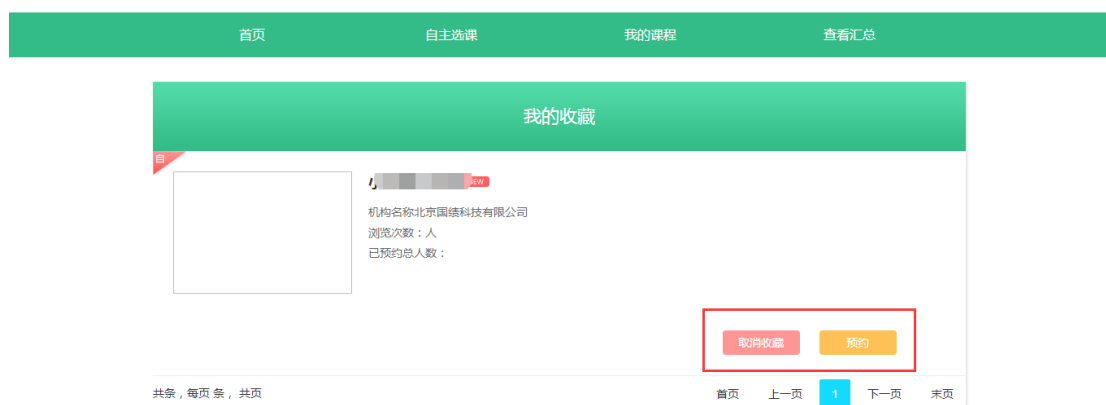 首页 自主选课 我的课程 查看汇总
我的收藏
自
机构名称北京国绩科技有限公司
浏览次数：人
已预约总人数：
取消收藏 预约
共条，每页 条， 共页 首页 上一页 1 下一页 末页